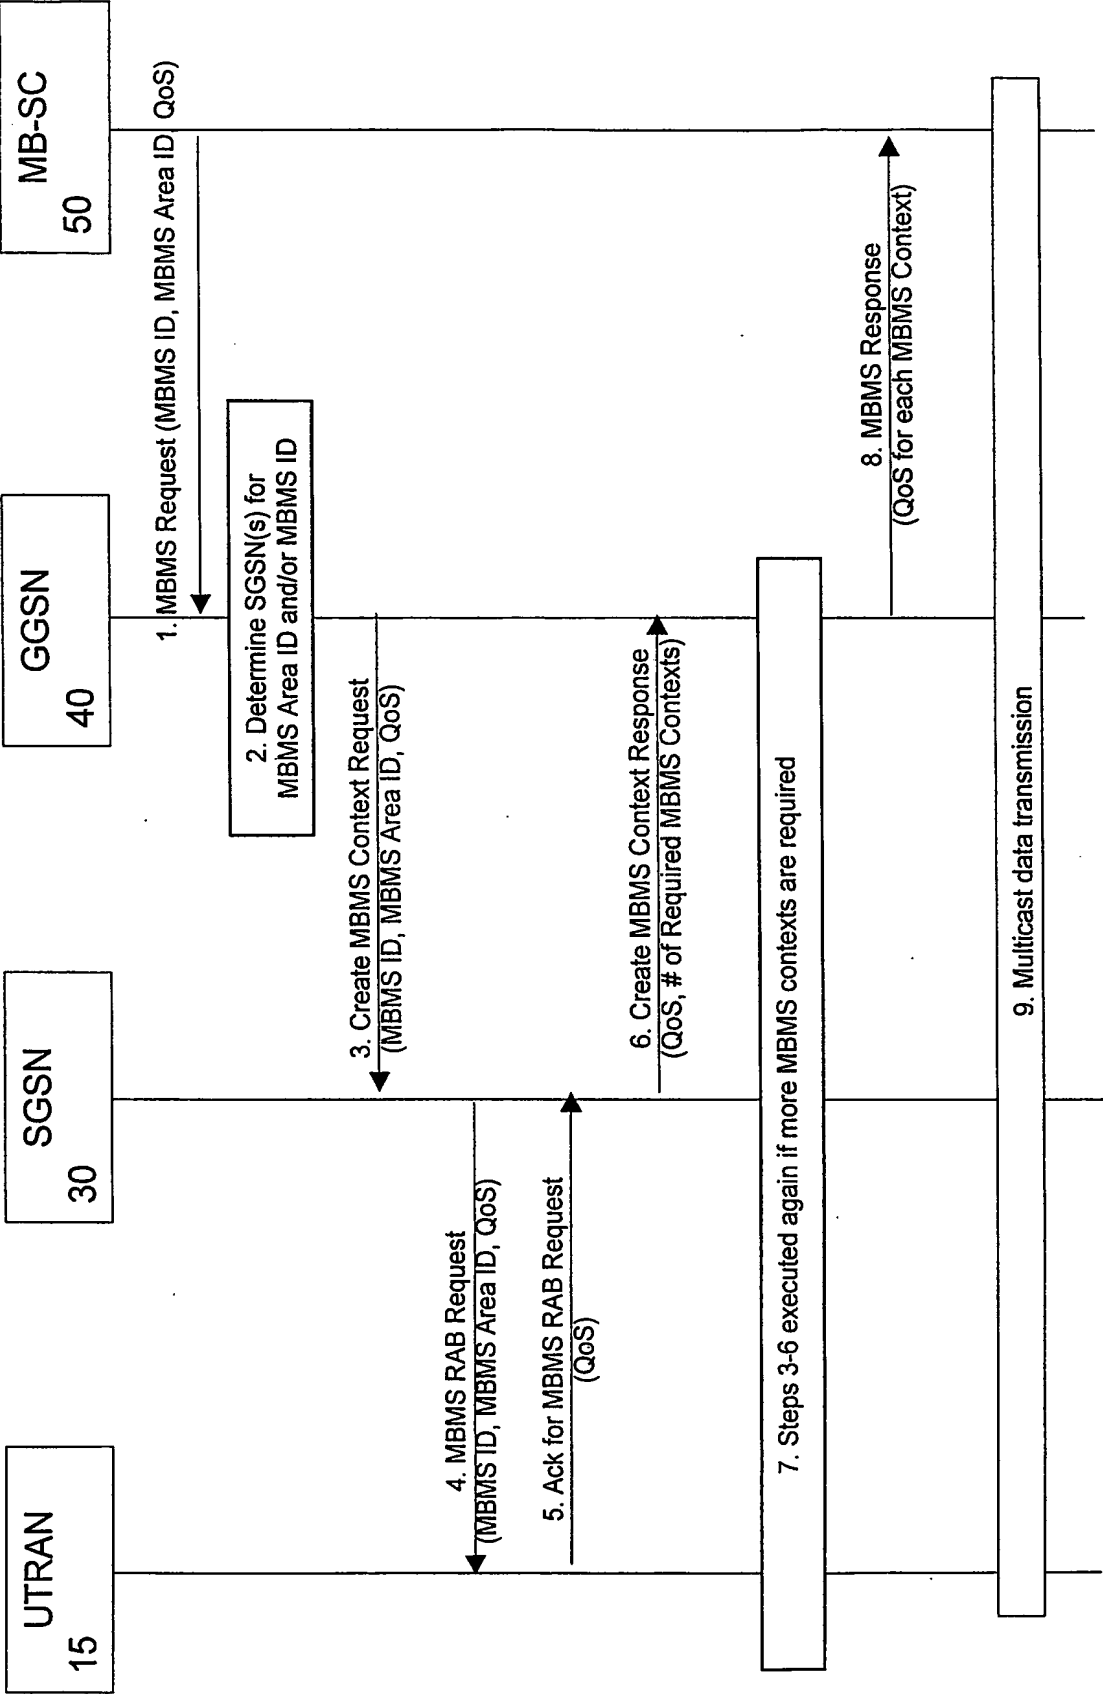 UTRAN
15
SGSN
30
GGSN
40
MB-SC
50
1. MBMS Request (MBMS ID, MBMS Area ID, QoS)
2. Determine SGSN(s) for
MBMS Area ID and/or MBMS ID
3. Create MBMS Context Request
(MBMS ID, MBMS Area ID, QoS)
4. MBMS RAB Request
(MBMS ID, MBMS Area ID, QoS)
5. Ack for MBMS RAB Request
(QoS)
6. Create MBMS Context Response
(QoS, # of Required MBMS Contexts)
7. Steps 3-6 executed again if more MBMS contexts are required
8. MBMS Response
(QoS for each MBMS Context)
9. Multicast data transmission